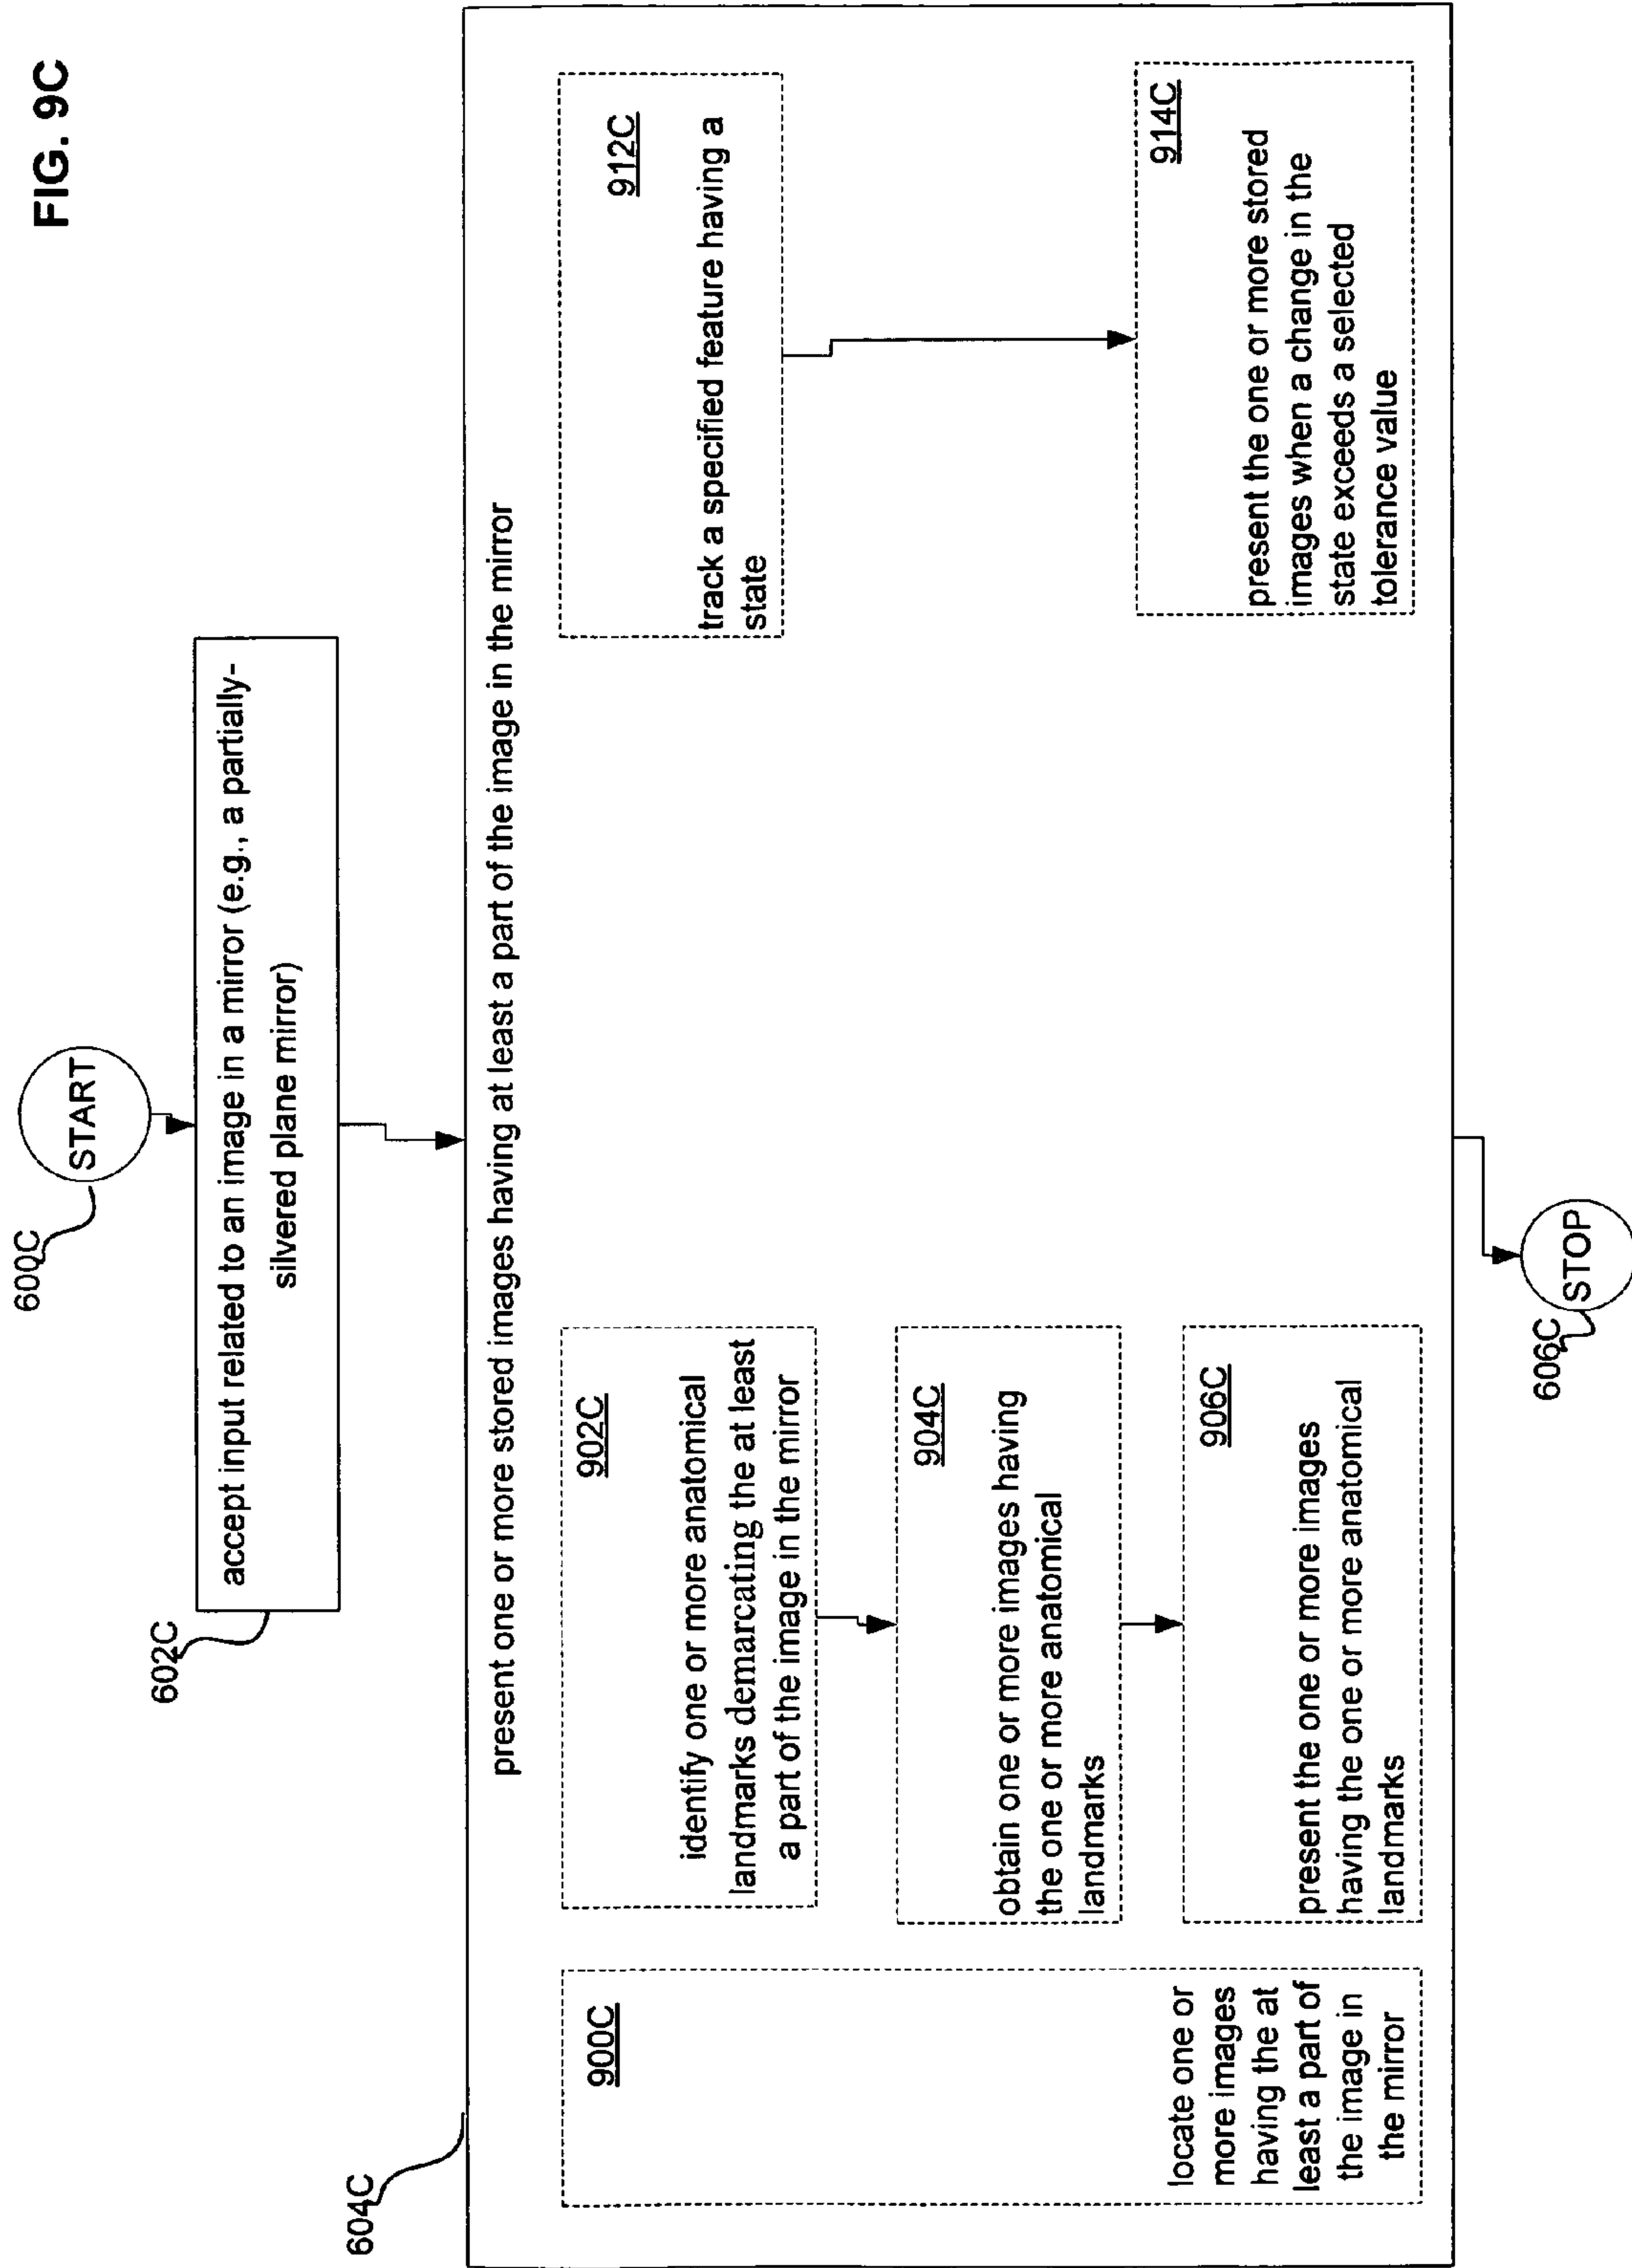 FIG. 9C
600C
START
602C
accept input related to an image in a mirror (e.g., a partially-
silvered plane mirror)
604C
present one or more stored images having at least a part of the image in the mirror
900C
locate one or
more images
having the at
least a part of
the image in
the mirror
902C
identify one or more anatomical
landmarks demarcating the at least
a part of the image in the mirror
904C
obtain one or more images having
the one or more anatomical
landmarks
906C
present the one or more images
having the one or more anatomical
landmarks
912C
track a specified feature having a
state
914C
present the one or more stored
images when a change in the
state exceeds a selected
tolerance value
606C
STOP